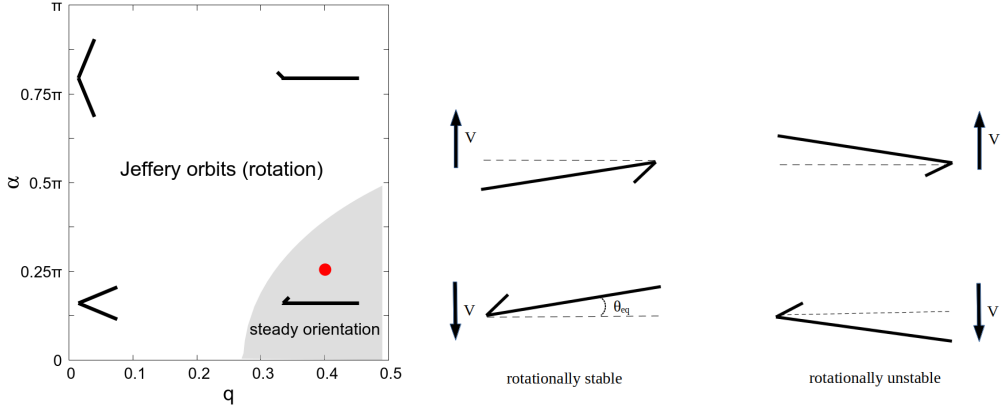 π
0.75π
0.5π
0.25π
0
α
0
0.1
0.2
0.3
0.4
0.5
q
Jeffery orbits (rotation)
steady orientation
V
V
θeq
rotationally stable
V
V
rotationally unstable